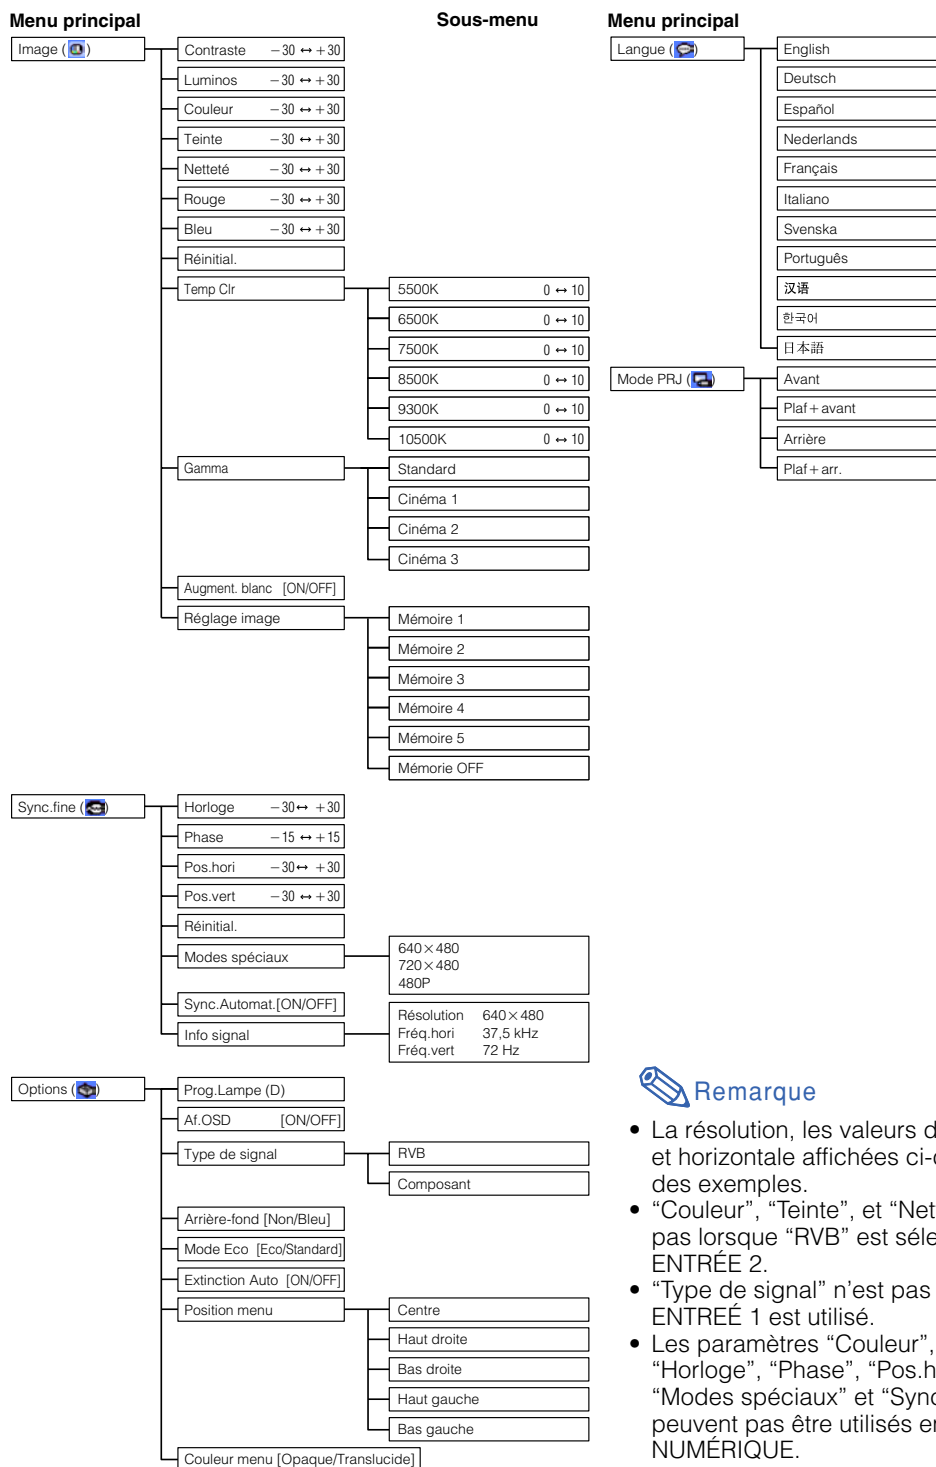 Menu principal
Sous-menu
Image ( )
Contraste −30 ↔ +30
Luminos −30 ↔ +30
Couleur −30 ↔ +30
Teinte −30 ↔ +30
Netteté −30 ↔ +30
Rouge −30 ↔ +30
Bleu −30 ↔ +30
Réinitial.
Temp Clr
5500K 0 ↔ 10
6500K 0 ↔ 10
7500K 0 ↔ 10
8500K 0 ↔ 10
9300K 0 ↔ 10
10500K 0 ↔ 10
Gamma
Standard
Cinéma 1
Cinéma 2
Cinéma 3
Augment. blanc [ON/OFF]
Réglage image
Mémoire 1
Mémoire 2
Mémoire 3
Mémoire 4
Mémoire 5
Mémorie OFF
Sync.fine ( )
Horloge −30↔ +30
Phase −15 ↔ +15
Pos.hori −30↔ +30
Pos.vert −30 ↔ +30
Réinitial.
Modes spéciaux
640×480
720×480
480P
Sync.Automat.[ON/OFF]
Info signal
Résolution 640×480
Fréq.hori 37,5 kHz
Fréq.vert 72 Hz
Options ( )
Prog.Lampe (D)
Af.OSD [ON/OFF]
Type de signal
RVB
Composant
Arrière-fond [Non/Bleu]
Mode Eco [Eco/Standard]
Extinction Auto [ON/OFF]
Position menu
Centre
Haut droite
Bas droite
Haut gauche
Bas gauche
Couleur menu [Opaque/Translucide]
Menu principal
Langue ( )
English
Deutsch
Español
Nederlands
Français
Italiano
Svenska
Português
汉语
한국어
日本語
Mode PRJ ( )
Avant
Plaf+avant
Arrière
Plaf+arr.
Remarque
• La résolution, les valeurs d
et horizontale affichées ci-
des exemples.
• “Couleur”, “Teinte”, et “Net
pas lorsque “RVB” est séle
ENTRÉE 2.
• “Type de signal” n’est pas
ENTREÉ 1 est utilisé.
• Les paramètres “Couleur”,
“Horloge”, “Phase”, “Pos.h
“Modes spéciaux” et “Sync
peuvent pas être utilisés e
NUMÉRIQUE.